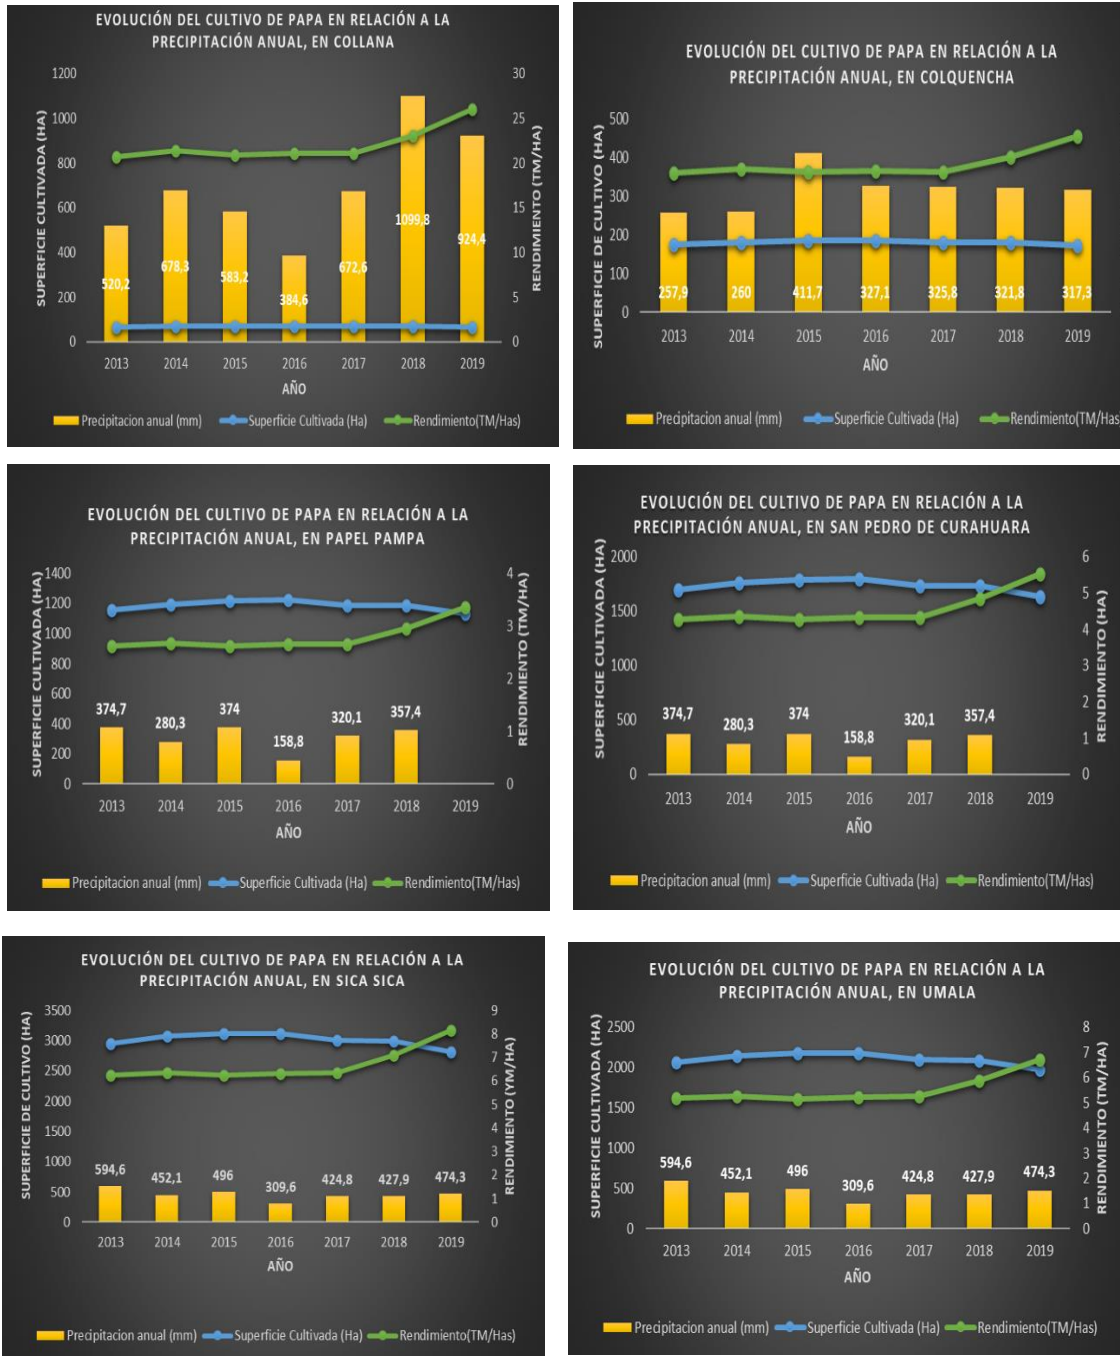 EVOLUCIÓN DEL CULTIVO DE PAPA EN RELACIÓN A LA
PRECIPITACIÓN ANUAL, EN COLLANA
SUPERFICIE CULTIVADA (HA)
1200
1000
800
600
400
200
0
30
25
20
15
10
5
0
RENDIMIENTO (TM/HA)
520,2
678,3
583,2
384,6
672,6
1099,8
924,4
2013 2014 2015 2016 2017 2018 2019
AÑO
Precipitacion anual (mm) Superficie Cultivada (Ha) Rendimiento(TM/Has)
EVOLUCIÓN DEL CULTIVO DE PAPA EN RELACIÓN A LA
PRECIPITACIÓN ANUAL, EN COLQUENCHA
SUPERFICIE DE CULTIVO (HA)
500
400
300
200
100
0
257,9 260 411,7 327,1 325,8 321,8 317,3
2013 2014 2015 2016 2017 2018 2019
AÑO
Precipitacion anual (mm) Superficie Cultivada (Ha) Rendimiento(TM/Has
EVOLUCIÓN DEL CULTIVO DE PAPA EN RELACIÓN A LA
PRECIPITACIÓN ANUAL, EN PAPEL PAMPA
SUPERFICIE CULTIVADA (HA)
1400
1200
1000
800
600
400
200
0
4
3
2
1
0
RENDIMIENTO (TM/HA)
374,7 280,3 374 158,8 320,1 357,4
2013 2014 2015 2016 2017 2018 2019
AÑO
Precipitacion anual (mm) Superficie Cultivada (Ha) Rendimiento(TM/Has)
EVOLUCIÓN DEL CULTIVO DE PAPA EN RELACIÓN A LA
PRECIPITACIÓN ANUAL, EN SAN PEDRO DE CURAHUARA
SUPERFICIE CULTIVADA (HA)
2000
1500
1000
500
0
6
5
4
3
2
1
0
RENDIMIENTO (HA)
374,7 280,3 374 158,8 320,1 357,4
2013 2014 2015 2016 2017 2018 2019
AÑO
Precipitacion anual (mm) Superficie Cultivada (Ha) Rendimiento(TM/Has)
EVOLUCIÓN DEL CULTIVO DE PAPA EN RELACIÓN A LA
PRECIPITACIÓN ANUAL, EN SICA SICA
SUPERFICIE DE CULTIVO (HA)
3500
3000
2500
2000
1500
1000
500
0
9
8
7
6
5
4
3
2
1
0
RENDIMIENTO (YM/HA)
594,6 452,1 496 309,6 424,8 427,9 474,3
2013 2014 2015 2016 2017 2018 2019
AÑO
Precipitacion anual (mm) Superficie Cultivada (Ha) Rendimiento(TM/Has)
EVOLUCIÓN DEL CULTIVO DE PAPA EN RELACIÓN A LA
PRECIPITACIÓN ANUAL, EN UMALA
SUPERFICIE CULTIVADA (HA)
2500
2000
1500
1000
500
0
8
7
6
5
4
3
2
1
0
RENDIMIENTO (TM/HA)
594,6 452,1 496 309,6 424,8 427,9 474,3
2013 2014 2015 2016 2017 2018 2019
AÑO
Precipitacion anual (mm) Superficie Cultivada (Ha) Rendimiento(TM/Has)